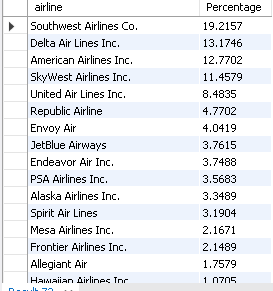 airline Percentage
Southwest Airlines Co. 19.2157
Delta Air Lines Inc. 13.1746
American Airlines Inc. 12.7702
SkyWest Airlines Inc. 11.4579
United Air Lines Inc. 8.4835
Republic Airline 4.7702
Envoy Air 4.0419
JetBlue Airways 3.7615
Endeavor Air Inc. 3.7488
PSA Airlines Inc. 3.5683
Alaska Airlines Inc. 3.3489
Spirit Air Lines 3.1904
Mesa Airlines Inc. 2.1671
Frontier Airlines Inc. 2.1489
Allegiant Air 1.7579
Hawaiian Airlines Inc. 1.0705